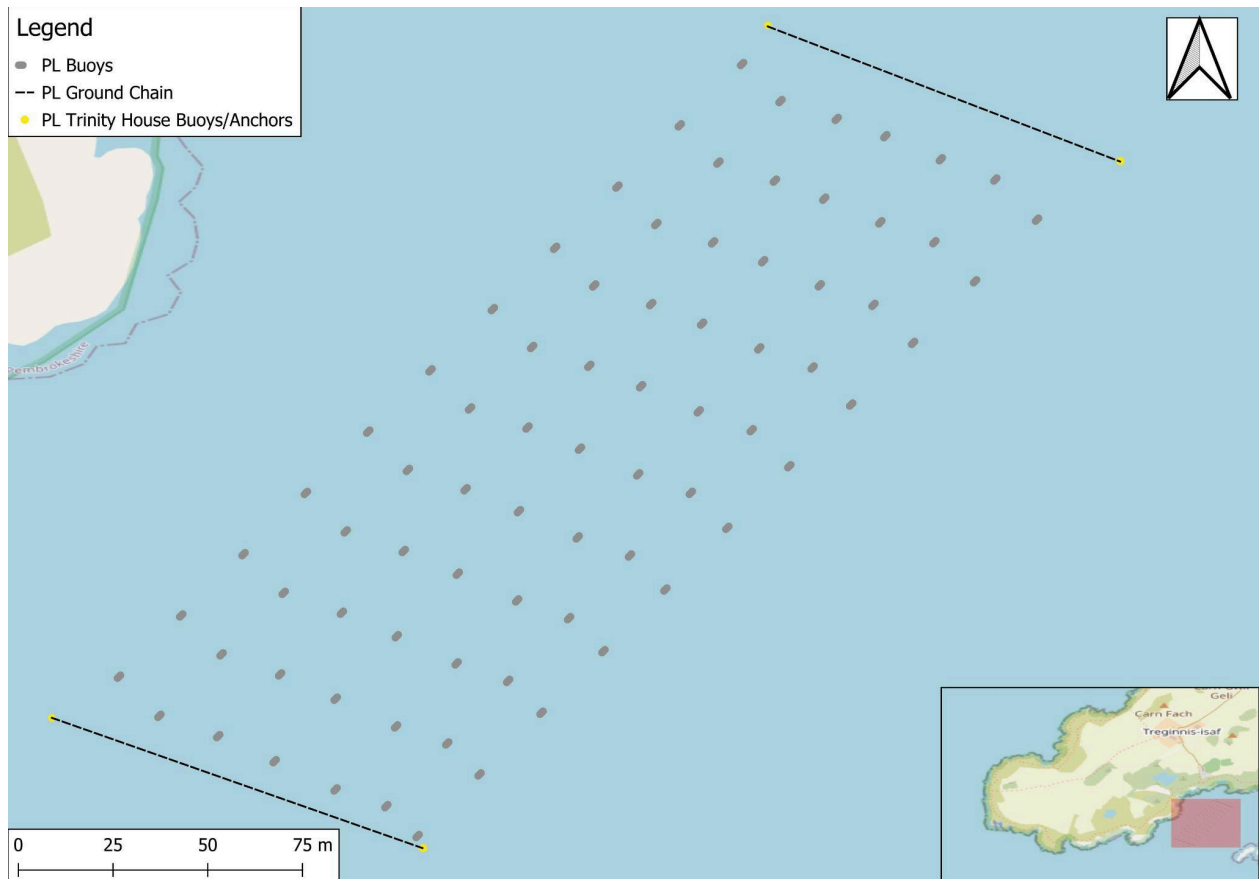 Legend
PL Buoys
PL Ground Chain
PL Trinity House Buoys/Anchors
Pembrokeshire
Geli
Carn Fach
Treginnis-isaf
0 25 50 75 m